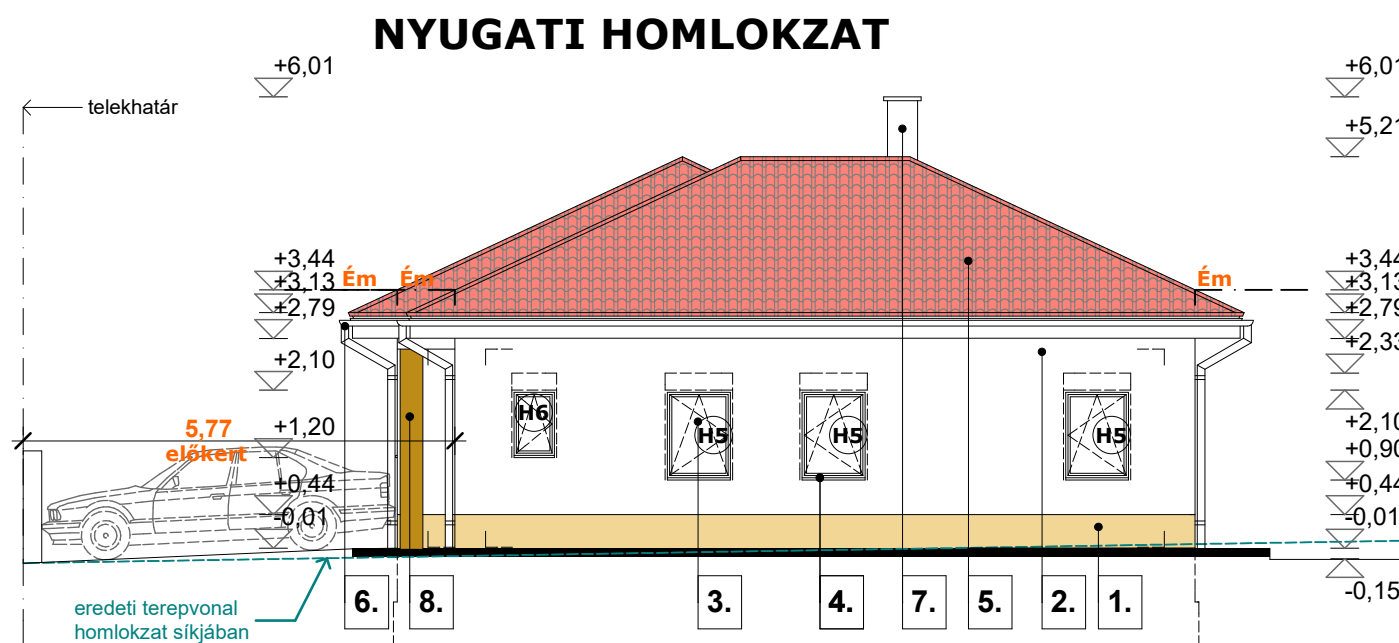 NYUGATI HOMLOKZAT
+6,01
+6,01
telekhatár
+5,21
+3,44
+3,13
+2,79
Ém
Ém
Ém
+3,44
+3,13
+2,79
+2,33
+2,10
5,77
előkert
+1,20
+0,44
-0,01
H6
H5
H5
H5
+2,10
+0,90
+0,44
-0,01
-0,15
eredeti terepvonal
homlokzat síkjában
6.
8.
3.
4.
7.
5.
2.
1.